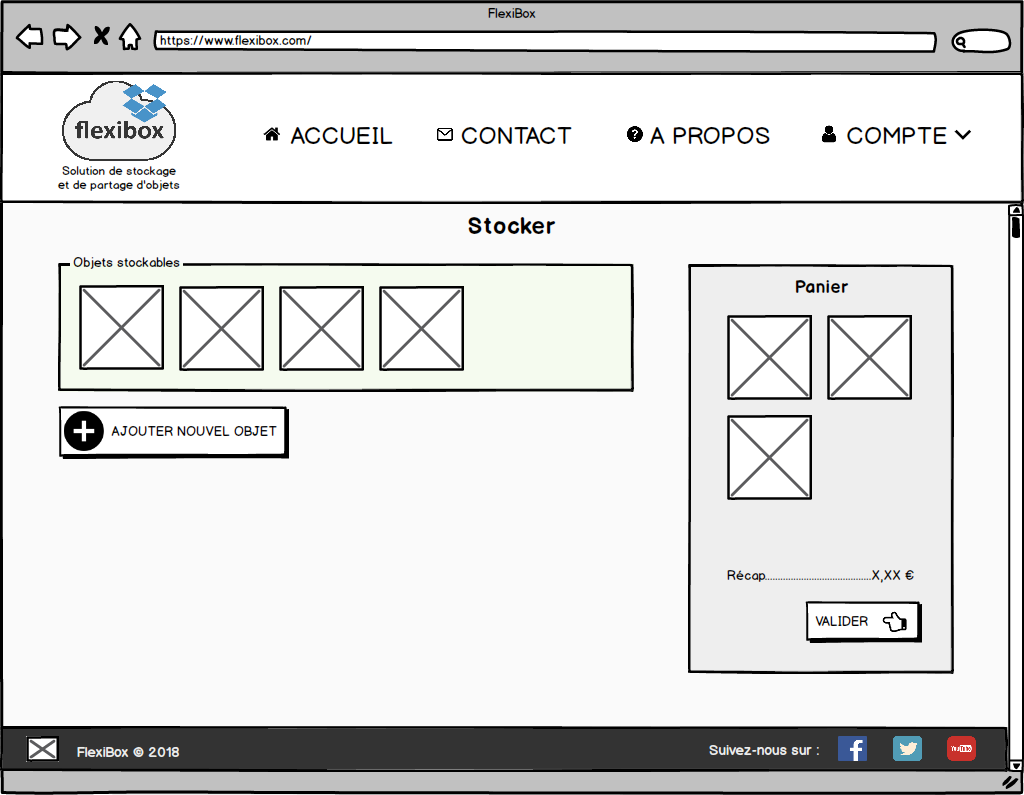 FlexiBox
https://www.flexibox.com/
flexibox
Solution de stockage
et de partage d'objets
ACCUEIL
CONTACT
A PROPOS
COMPTE
Stocker
Objets stockables
AJOUTER NOUVEL OBJET
Panier
Récap.........................................X,XX €
VALIDER
FlexiBox © 2018
Suivez-nous sur :
YouTube